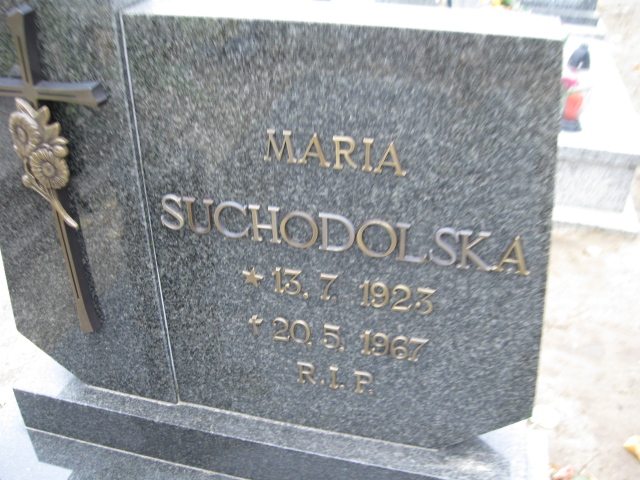 MARIA
SUCHODOLSKA
★ 13. 7. 1923
✝ 20. 5. 1967
R.I.P.